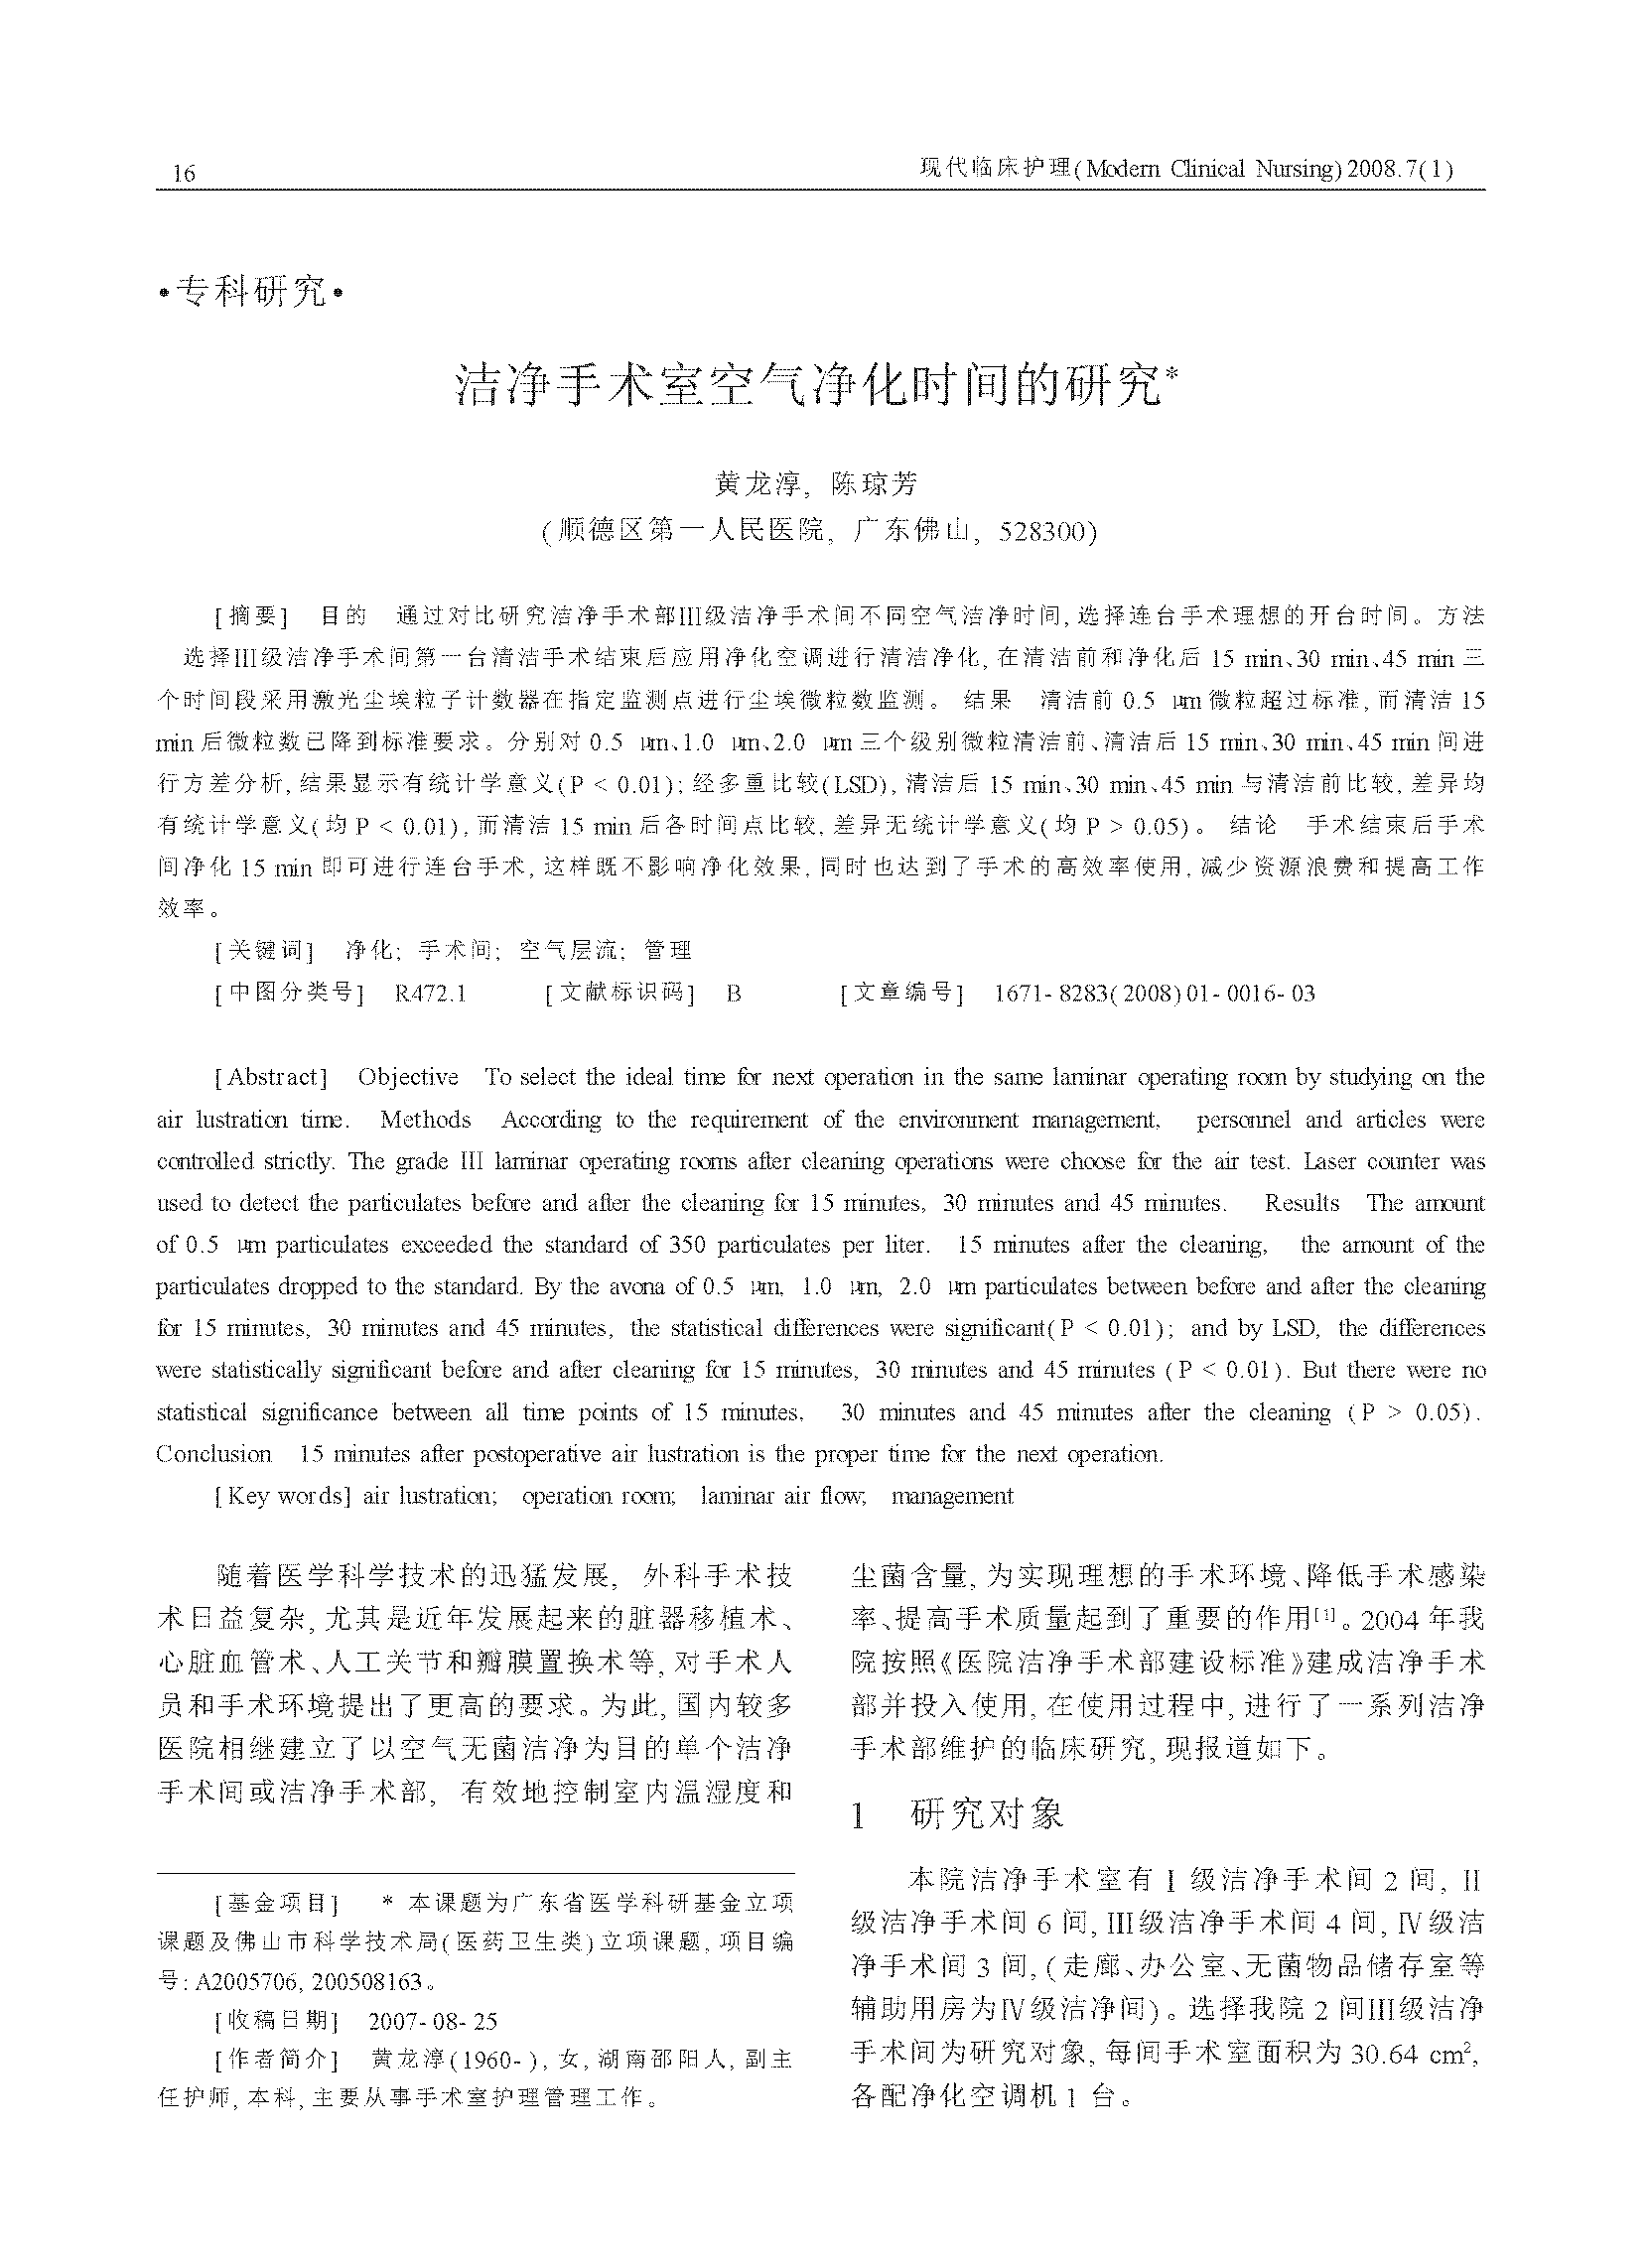 16
现代临床护理(Modern Clinical Nursing)2008.7(1)
•专科研究•
洁净手术室空气净化时间的研究*
黄龙淳, 陈琼芳
(顺德区第一人民医院, 广东佛山, 528300)
[摘要] 目的 通过对比研究洁净手术部III级洁净手术间不同空气洁净时间,选择连台手术理想的开台时间。方法
选择III级洁净手术间第一台清洁手术结束后应用净化空调进行清洁净化,在清洁前和净化后 15 min、30 min、45 min 三
个时间段采用激光尘埃粒子计数器在指定监测点进行尘埃微粒数监测。 结果 清洁前 0.5 μm 微粒超过标准,而清洁 15
min 后微粒数已降到标准要求。分别对 0.5 μm、1.0 μm、2.0 μm 三个级别微粒清洁前、清洁后 15 min、30 min、45 min 间进
行方差分析,结果显示有统计学意义(P < 0.01);经多重比较(LSD),清洁后 15 min、30 min、45 min 与清洁前比较,差异均
有统计学意义(均 P < 0.01),而清洁 15 min 后各时间点比较,差异无统计学意义(均 P > 0.05)。 结论 手术结束后手术
间净化 15 min 即可进行连台手术,这样既不影响净化效果,同时也达到了手术的高效率使用,减少资源浪费和提高工作
效率。
[关键词] 净化; 手术间; 空气层流; 管理
[中图分类号] R472.1 [文献标识码] B [文章编号] 1671-8283(2008)01-0016-03
[Abstract] Objective To select the ideal time for next operation in the same laminar operating room by studying on the
air lustration time. Methods According to the requirement of the environment management, personnel and articles were
controlled strictly. The grade III laminar operating rooms after cleaning operations were choose for the air test. Laser counter was
used to detect the particulates before and after the cleaning for 15 minutes, 30 minutes and 45 minutes. Results The amount
of 0.5 μm particulates exceeded the standard of 350 particulates per liter. 15 minutes after the cleaning, the amount of the
particulates dropped to the standard. By the avona of 0.5 μm, 1.0 μm, 2.0 μm particulates between before and after the cleaning
for 15 minutes, 30 minutes and 45 minutes, the statistical differences were significant(P < 0.01); and by LSD, the differences
were statistically significant before and after cleaning for 15 minutes, 30 minutes and 45 minutes (P < 0.01). But there were no
statistical significance between all time points of 15 minutes, 30 minutes and 45 minutes after the cleaning (P > 0.05).
Conclusion 15 minutes after postoperative air lustration is the proper time for the next operation.
[Key words] air lustration; operation room; laminar air flow; management
随着医学科学技术的迅猛发展, 外科手术技
术日益复杂,尤其是近年发展起来的脏器移植术、
心脏血管术、人工关节和瓣膜置换术等,对手术人
员和手术环境提出了更高的要求。为此,国内较多
医院相继建立了以空气无菌洁净为目的单个洁净
手术间或洁净手术部, 有效地控制室内温湿度和
[基金项目] * 本课题为广东省医学科研基金立项
课题及佛山市科学技术局(医药卫生类)立项课题,项目编
号:A2005706,200508163。
[收稿日期] 2007-08-25
[作者简介] 黄龙淳(1960-),女,湖南邵阳人,副主
任护师,本科,主要从事手术室护理管理工作。
尘菌含量,为实现理想的手术环境、降低手术感染
率、提高手术质量起到了重要的作用[1]。2004 年我
院按照《医院洁净手术部建设标准》建成洁净手术
部并投入使用,在使用过程中,进行了一系列洁净
手术部维护的临床研究,现报道如下。
1 研究对象
本院洁净手术室有 I 级洁净手术间 2 间, II
级洁净手术间 6 间,III级洁净手术间 4 间,IV级洁
净手术间 3 间,(走廊、办公室、无菌物品储存室等
辅助用房为IV级洁净间)。选择我院 2 间III级洁净
手术间为研究对象,每间手术室面积为 30.64 cm²,
各配净化空调机 1 台。